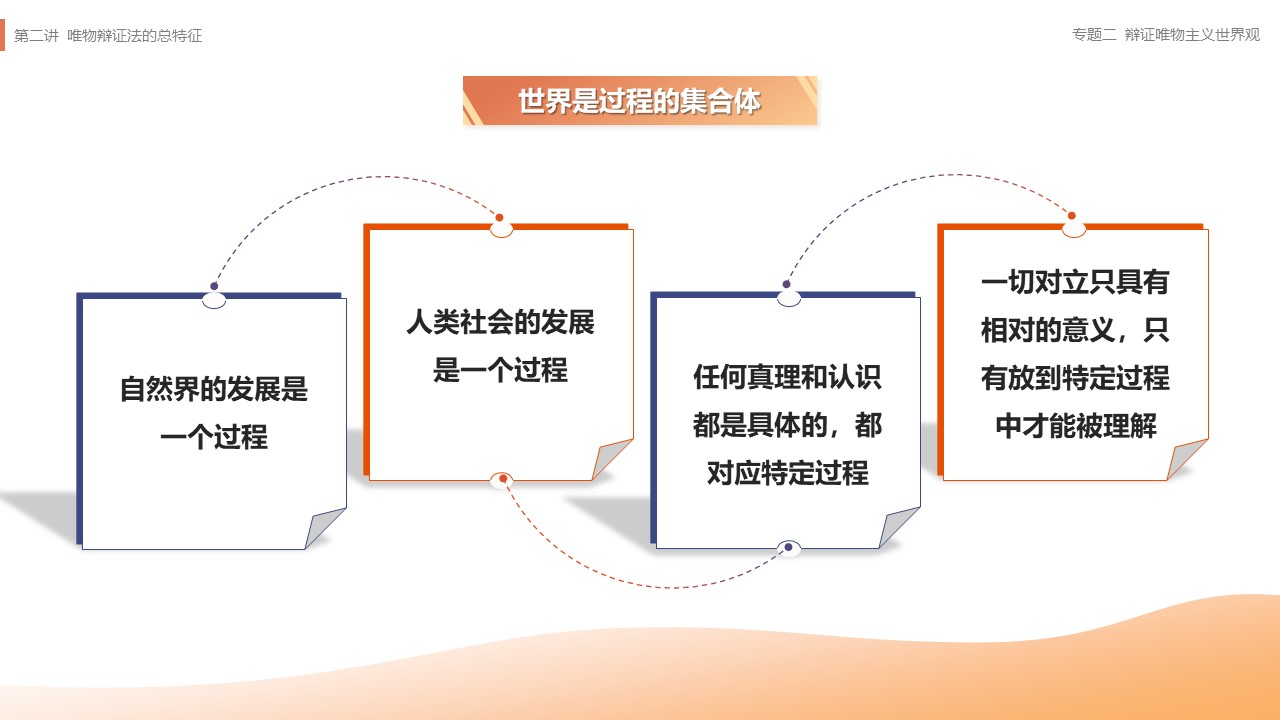 第二讲 唯物辩证法的总特征
专题二 辩证唯物主义世界观
世界是过程的集合体
自然界的发展是
一个过程
人类社会的发展
是一个过程
任何真理和认识
都是具体的，都
对应特定过程
一切对立只具有
相对的意义，只
有放到特定过程
中才能被理解